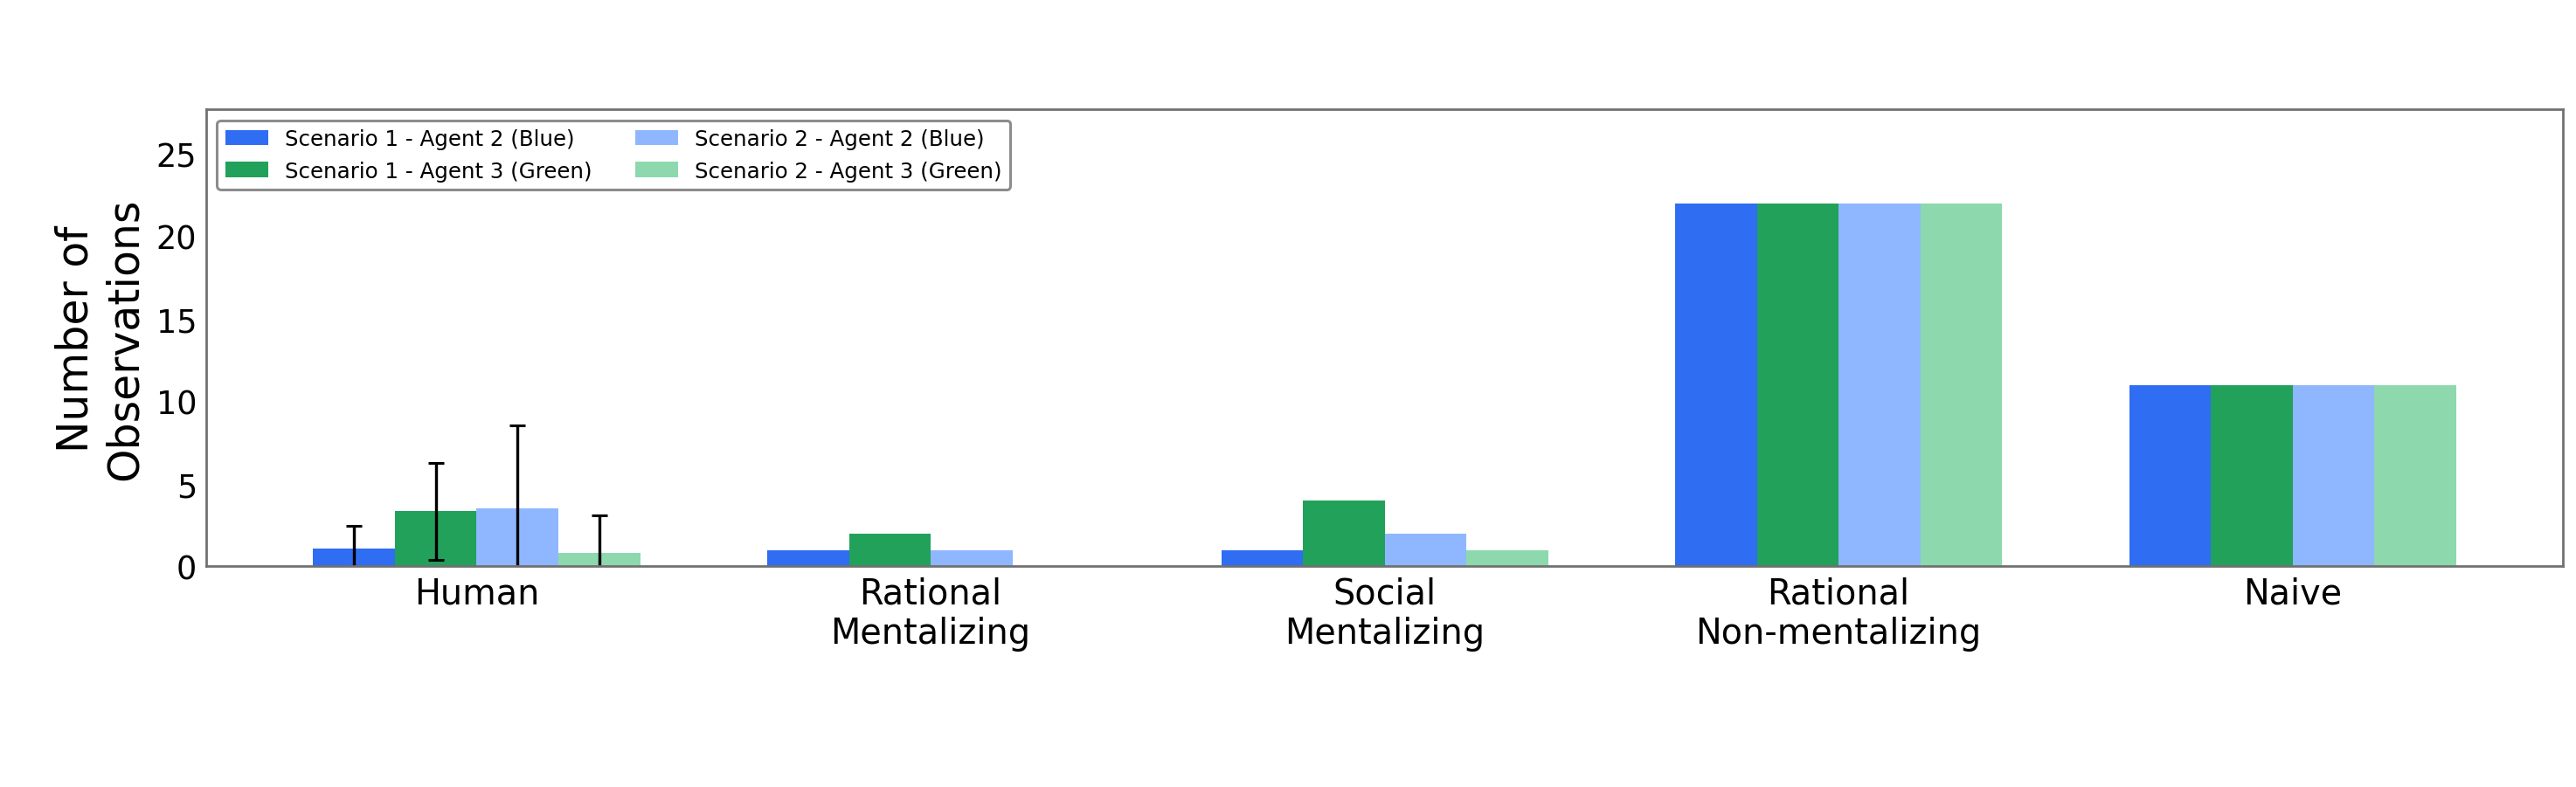 Number of
Observations
25
20
15
10
5
0
Scenario 1 - Agent 2 (Blue)
Scenario 1 - Agent 3 (Green)
Scenario 2 - Agent 2 (Blue)
Scenario 2 - Agent 3 (Green)
Human
Rational
Mentalizing
Social
Mentalizing
Rational
Non-mentalizing
Naive